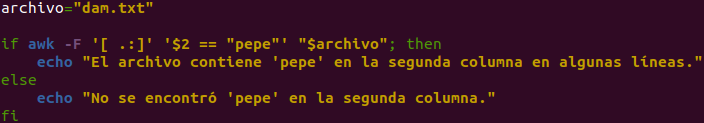 archivo="dam.txt"
if awk -F '[ .:]' '$2 == "pepe"' "$archivo"; then
echo "El archivo contiene 'pepe' en la segunda columna en algunas líneas."
else
echo "No se encontró 'pepe' en la segunda columna."
fi